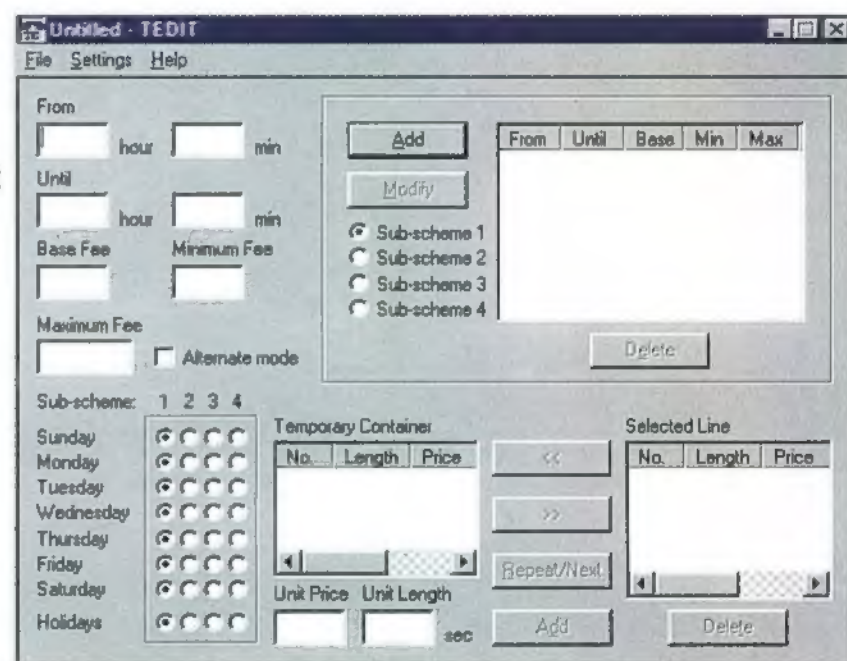 Untitled - TEDIT
File Settings Help
From
hour min
Until
hour min
Base Fee Minimum Fee
Maximum Fee
Alternate mode
Add
Modify
Sub-scheme 1
Sub-scheme 2
Sub-scheme 3
Sub-scheme 4
From Until Base Min Max
Delete
Sub-scheme: 1 2 3 4
Sunday
Monday
Tuesday
Wednesday
Thursday
Friday
Saturday
Holidays
Temporary Container
No. Length Price
Unit Price Unit Length
sec
<<
>>
Repeat/Next
Add
Selected Line
No. Length Price
Delete